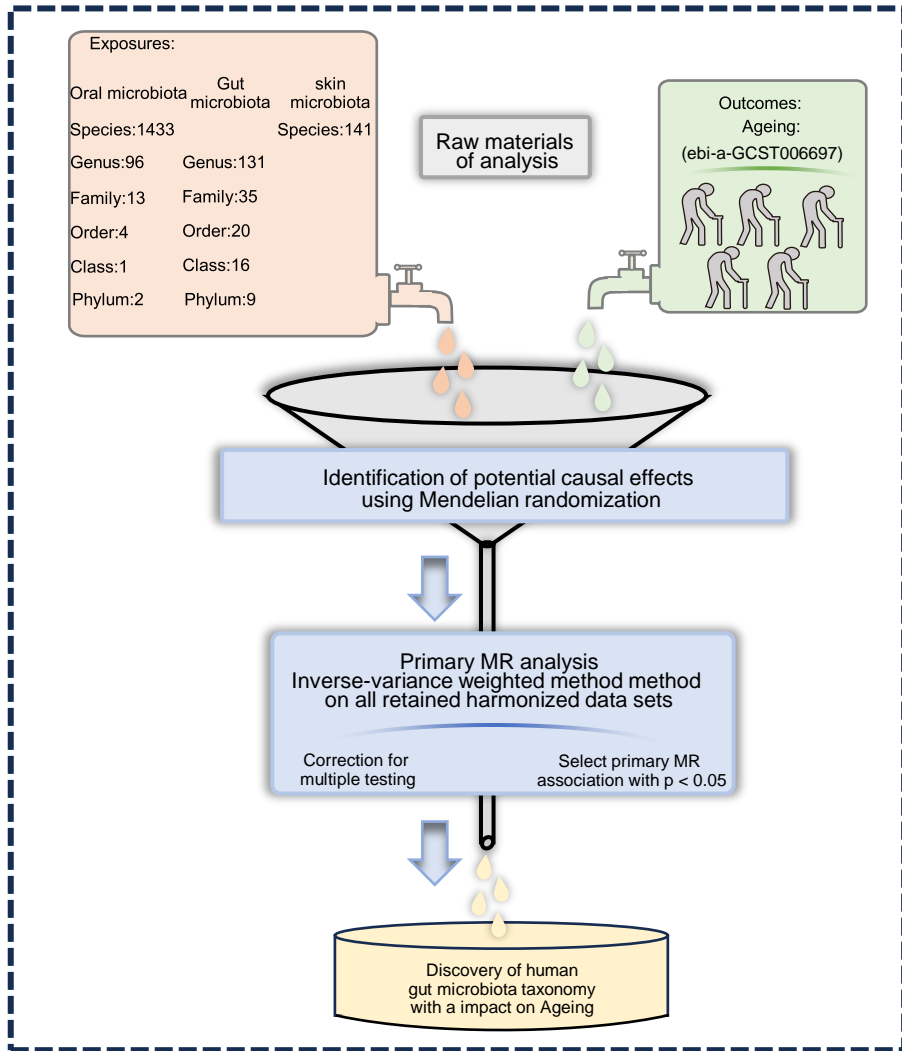 Exposures:
Oral microbiota
Gut
microbiota
skin
microbiota
Species:1433
Species:141
Genus:96
Genus:131
Family:13
Family:35
Order:4
Order:20
Class:1
Class:16
Phylum:2
Phylum:9
Raw materials
of analysis
Outcomes:
Ageing:
(ebi-a-GCST006697)
Identification of potential causal effects
using Mendelian randomization
Primary MR analysis
Inverse-variance weighted method method
on all retained harmonized data sets
Correction for
multiple testing
Select primary MR
association with p < 0.05
Discovery of human
gut microbiota taxonomy
with a impact on Ageing